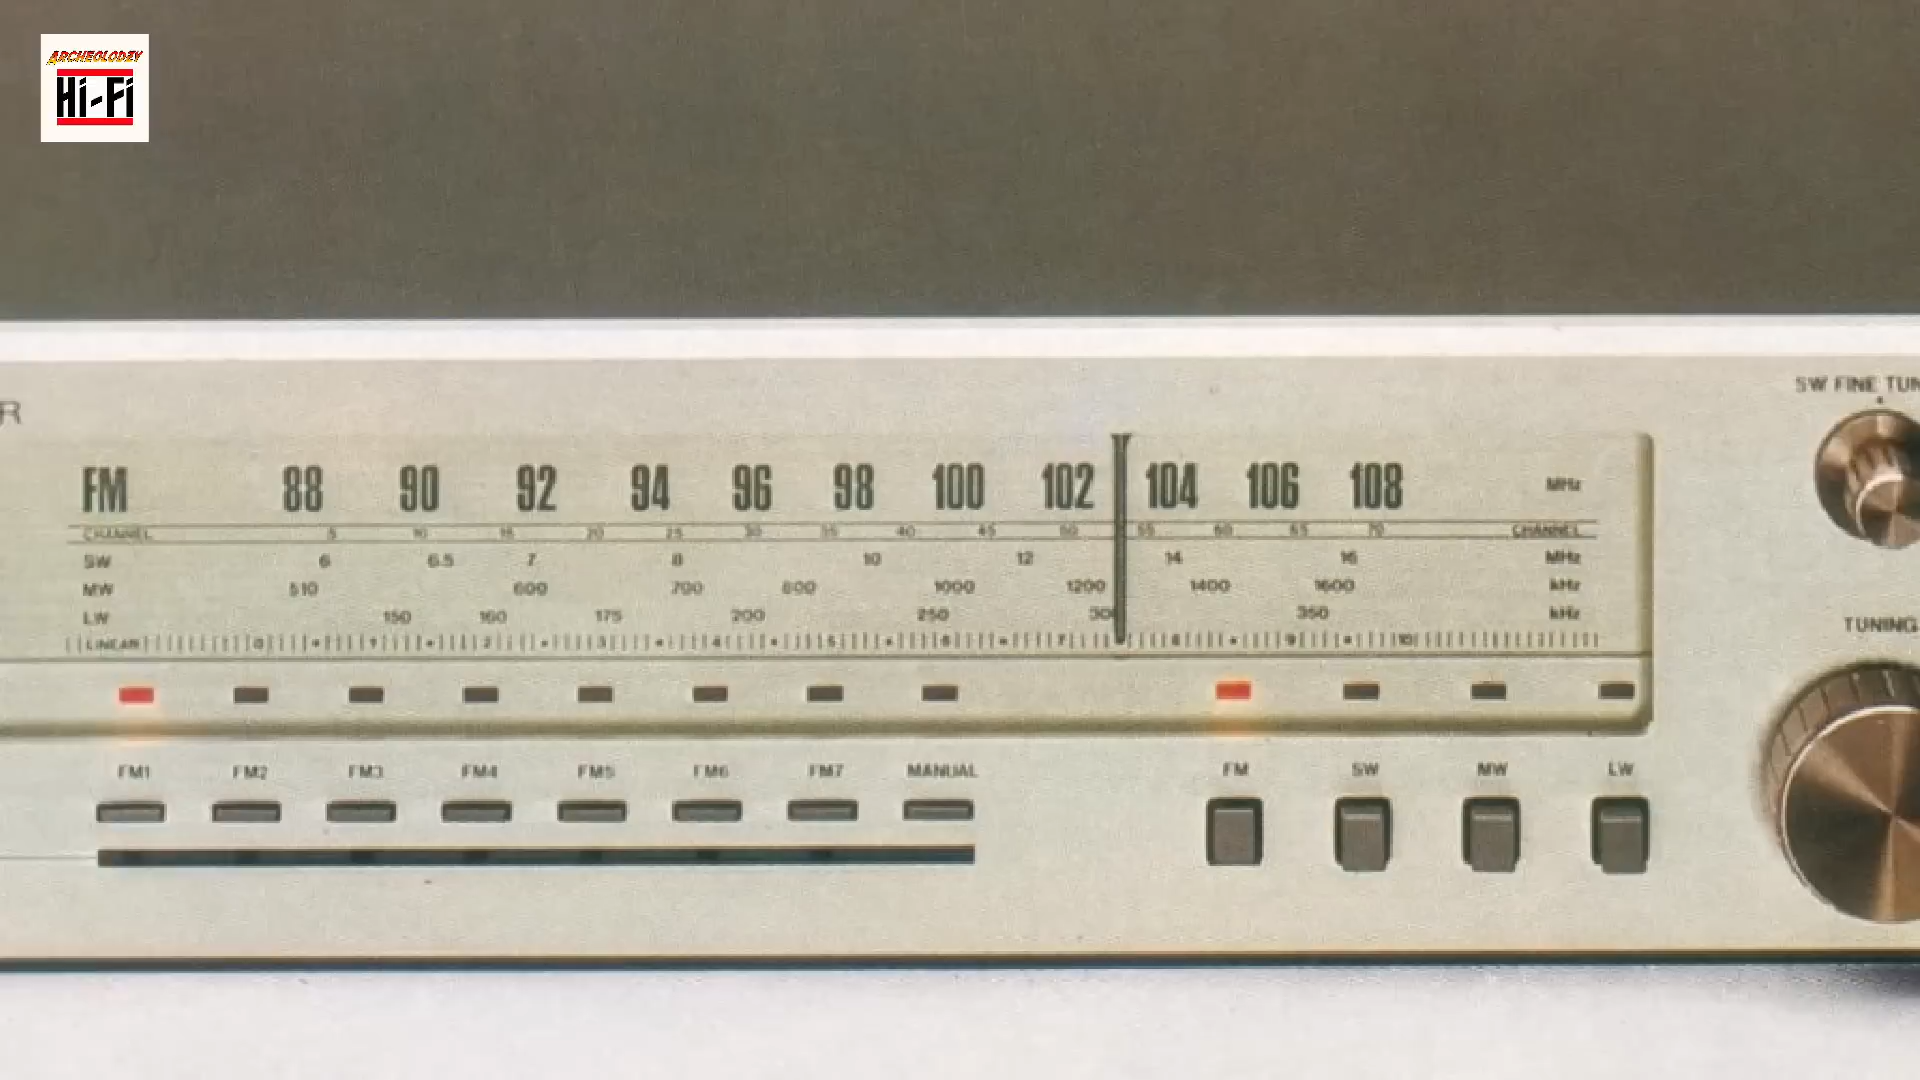 ARCHEOLODZY
Hi-Fi
SW FINE TUN
R
FM 88 90 92 94 96 98 100 102 104 106 108 MHz
CHANNEL 5 10 15 20 25 30 35 40 45 50 55 60 65 70 CHANNEL
SW 6 6.5 7 8 10 12 14 16 MHz
MW 510 600 700 800 1000 1200 1400 1600 kHz
LW 150 160 175 200 250 300 350 kHz
LINEAR 0 1 2 3 4 5 6 7 8 9 10
TUNING
FM1 FM2 FM3 FM4 FM5 FM6 FM7 MANUAL FM SW MW LW